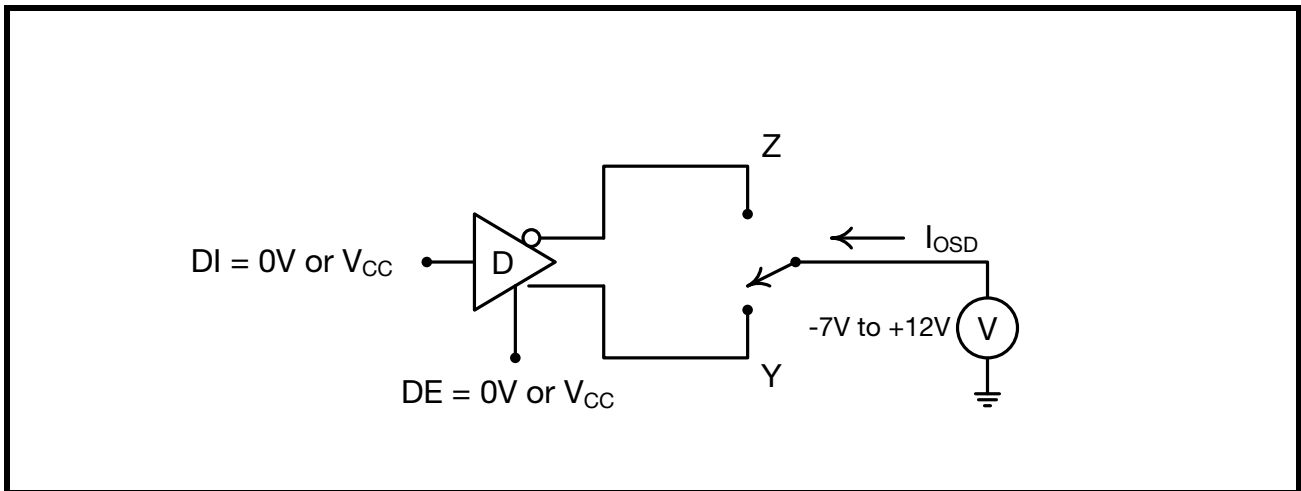 Z
I_OSD
DI = 0V or V_CC
D
-7V to +12V
V
Y
DE = 0V or V_CC